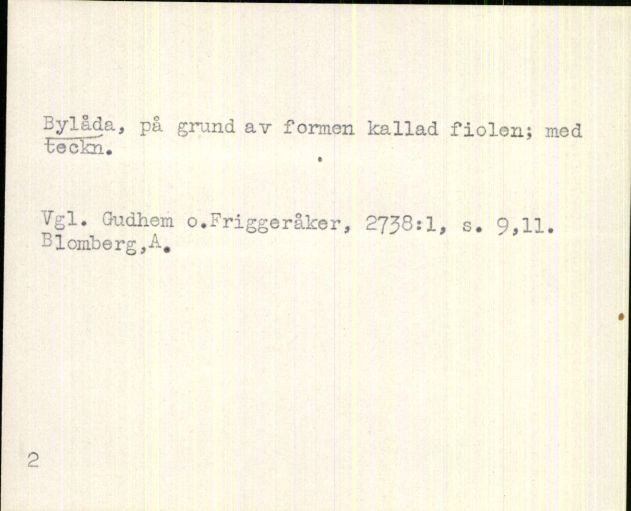 Bylåda, på grund av formen kallad fiolen; med
teckn.
Vgl. Gudhem o.Friggeråker, 2738:1, s. 9,11.
Blomberg,A.
2